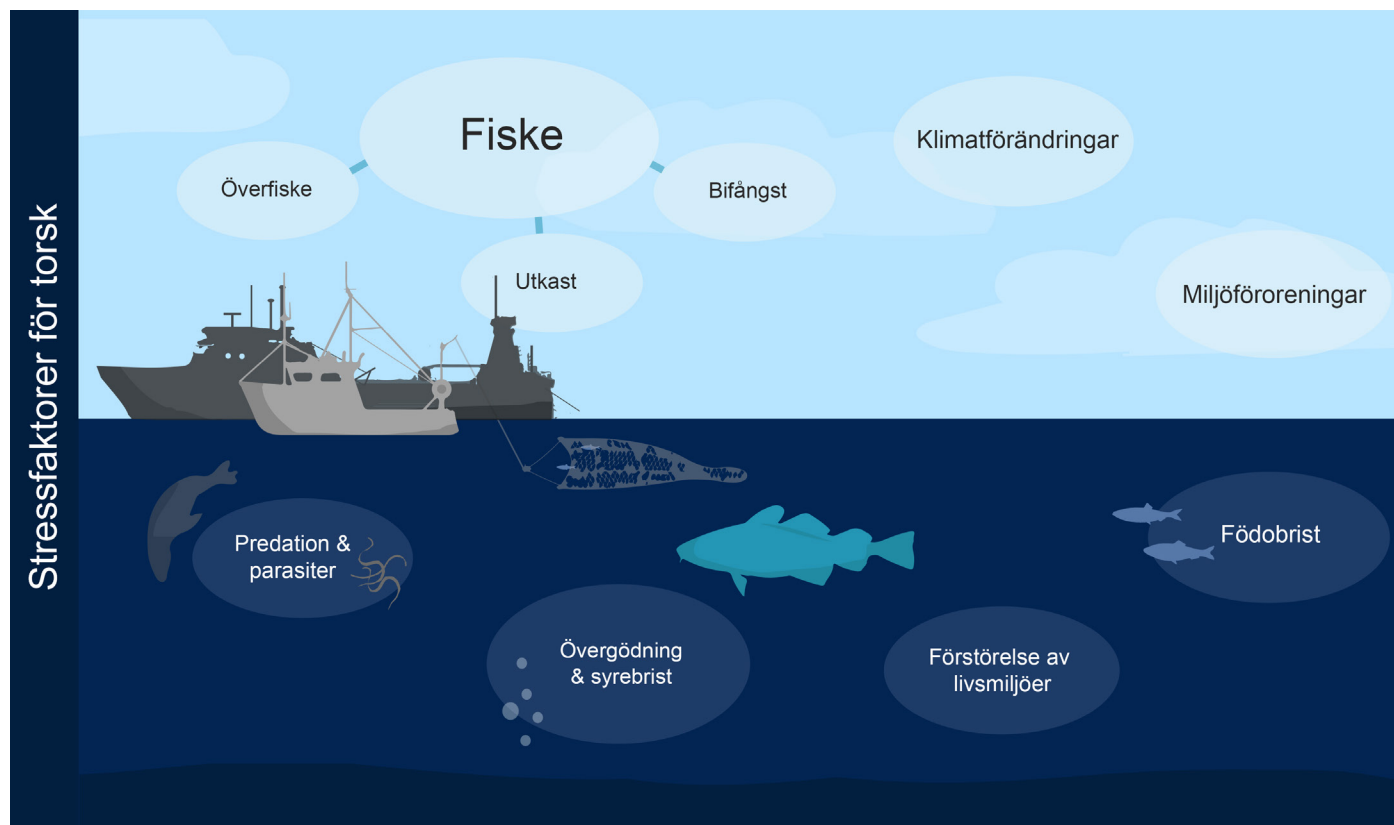 Stressfaktorer för torsk
Fiske
Överfiske
Bifångst
Utkast
Klimatförändringar
Miljöföroreningar
Predation &
parasiter
Övergödning
& syrebrist
Förstörelse av
livsmiljöer
Födobrist